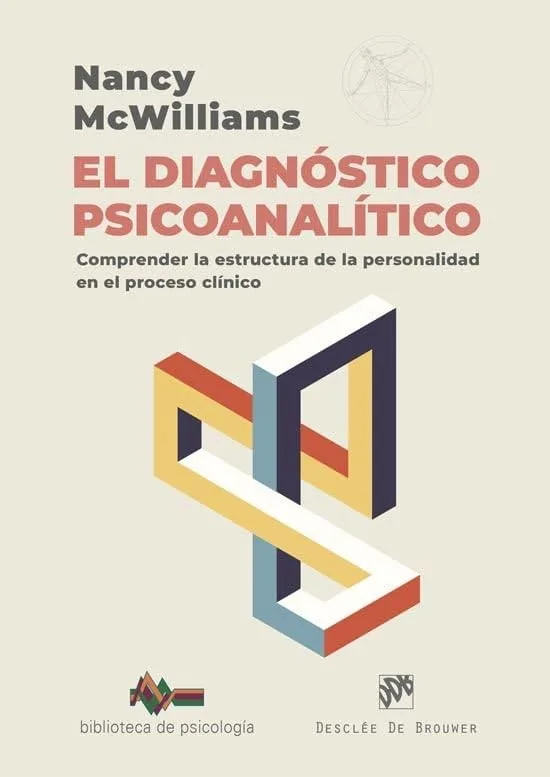 Nancy
McWilliams
EL DIAGNÓSTICO
PSICOANALÍTICO
Comprender la estructura de la personalidad
en el proceso clínico
biblioteca de psicología
DDB
DESCLÉE DE BROUWER